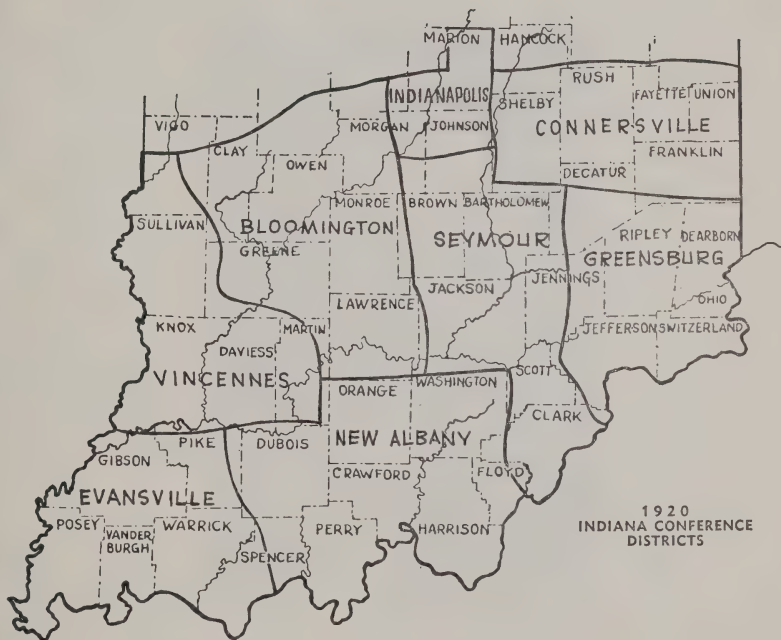 MARION
HANCOCK
RUSH
INDIANAPOLIS
FAYETTE
UNION
SHELBY
VIGO
MORGAN
JOHNSON
CONNERSVILLE
CLAY
FRANKLIN
OWEN
DECATUR
MONROE
BROWN
BARTHOLOMEW
SULLIVAN
BLOOMINGTON
SEYMOUR
RIPLEY
DEARBORN
GREENE
GREENSBURG
JENNINGS
JACKSON
LAWRENCE
OHIO
KNOX
MARTIN
JEFFERSON
SWITZERLAND
DAVIESS
SCOTT
VINCENNES
ORANGE
WASHINGTON
CLARK
PIKE
DUBOIS
NEW ALBANY
GIBSON
CRAWFORD
FLOYD
EVANSVILLE
POSEY
VANDER
BURGH
WARRICK
PERRY
HARRISON
SPENCER
1920
INDIANA CONFERENCE
DISTRICTS